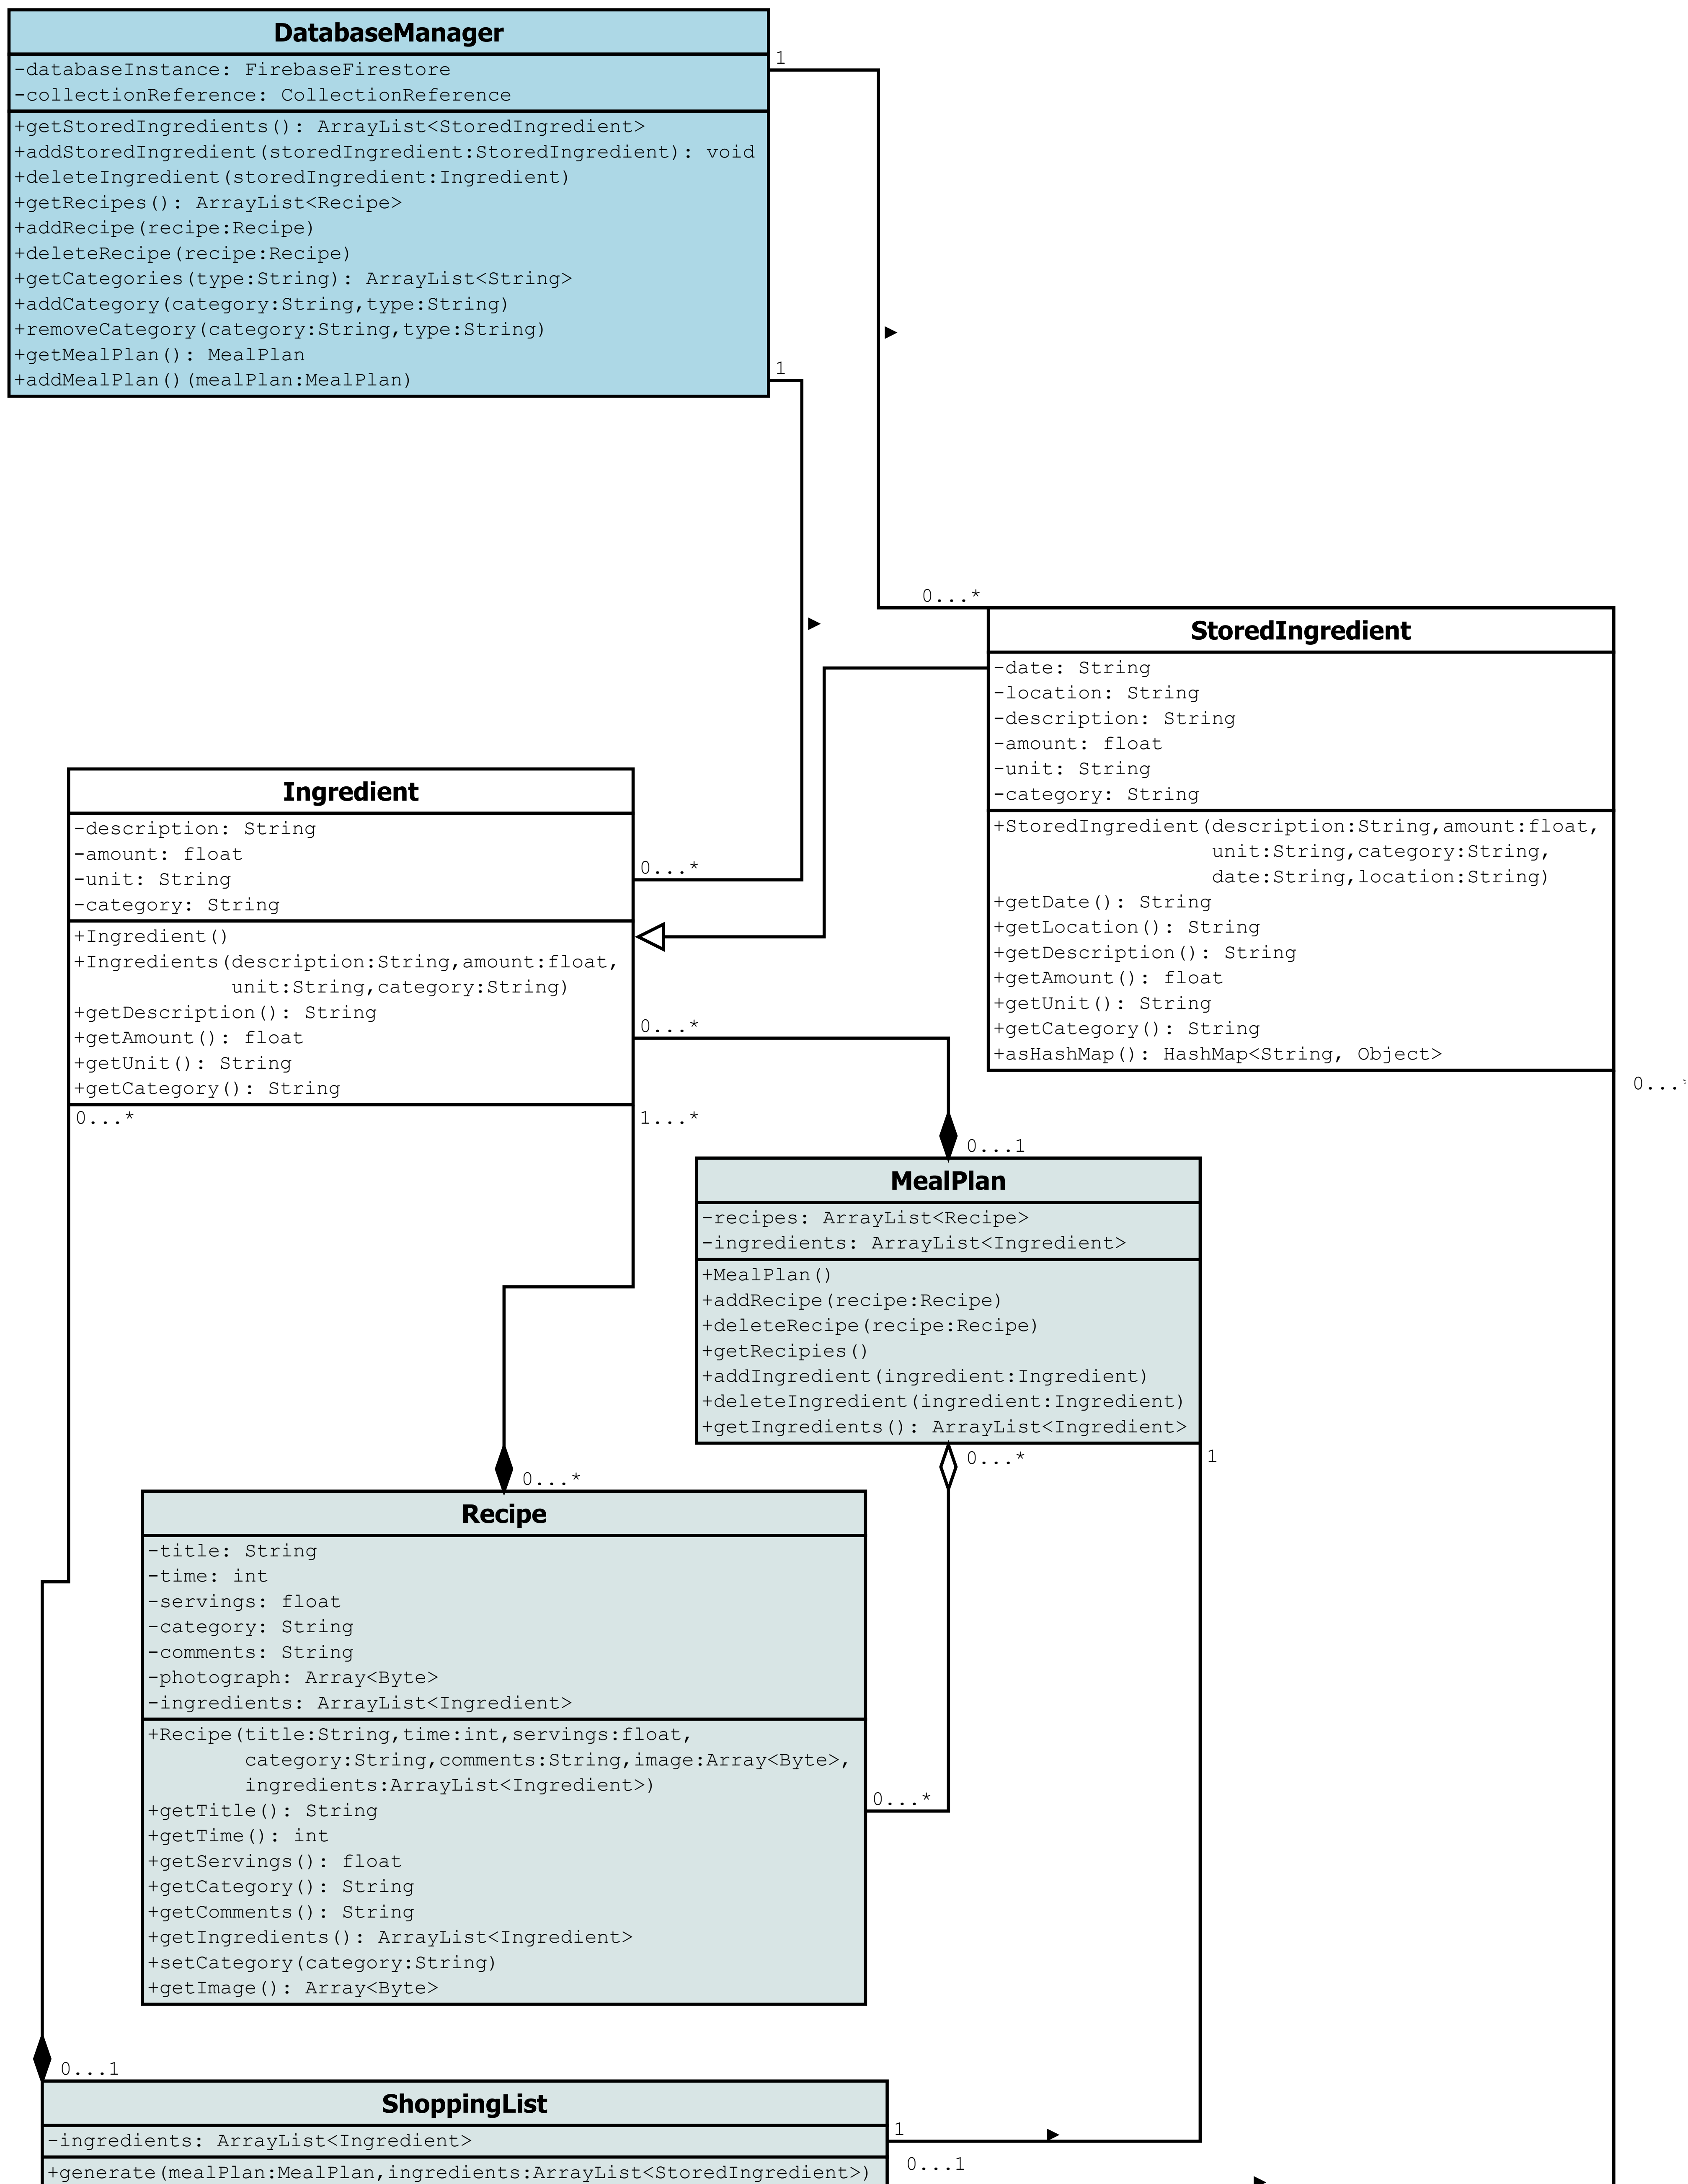 DatabaseManager
-databaseInstance: FirebaseFirestore
-collectionReference: CollectionReference
+getStoredIngredients(): ArrayList<StoredIngredient>
+addStoredIngredient(storedIngredient:StoredIngredient): void
+deleteIngredient(storedIngredient:Ingredient)
+getRecipes(): ArrayList<Recipe>
+addRecipe(recipe:Recipe)
+deleteRecipe(recipe:Recipe)
+getCategories(type:String): ArrayList<String>
+addCategory(category:String,type:String)
+removeCategory(category:String,type:String)
+getMealPlan(): MealPlan
+addMealPlan()(mealPlan:MealPlan)
1
1
0...*
StoredIngredient
-date: String
-location: String
-description: String
-amount: float
-unit: String
-category: String
+StoredIngredient(description:String,amount:float,
unit:String,category:String,
date:String,location:String)
+getDate(): String
+getLocation(): String
+getDescription(): String
+getAmount(): float
+getUnit(): String
+getCategory(): String
+asHashMap(): HashMap<String, Object>
0...*
Ingredient
-description: String
-amount: float
-unit: String
-category: String
+Ingredient()
+Ingredients(description:String,amount:float,
unit:String,category:String)
+getDescription(): String
+getAmount(): float
+getUnit(): String
+getCategory(): String
0...*
0...*
0...*
1...*
0...1
MealPlan
-recipes: ArrayList<Recipe>
-ingredients: ArrayList<Ingredient>
+MealPlan()
+addRecipe(recipe:Recipe)
+deleteRecipe(recipe:Recipe)
+getRecipies()
+addIngredient(ingredient:Ingredient)
+deleteIngredient(ingredient:Ingredient)
+getIngredients(): ArrayList<Ingredient>
0...*
1
0...*
Recipe
-title: String
-time: int
-servings: float
-category: String
-comments: String
-photograph: Array<Byte>
-ingredients: ArrayList<Ingredient>
+Recipe(title:String,time:int,servings:float,
category:String,comments:String,image:Array<Byte>,
ingredients:ArrayList<Ingredient>)
+getTitle(): String
+getTime(): int
+getServings(): float
+getCategory(): String
+getComments(): String
+getIngredients(): ArrayList<Ingredient>
+setCategory(category:String)
+getImage(): Array<Byte>
0...*
0...1
ShoppingList
-ingredients: ArrayList<Ingredient>
+generate(mealPlan:MealPlan,ingredients:ArrayList<StoredIngredient>)
1
0...1